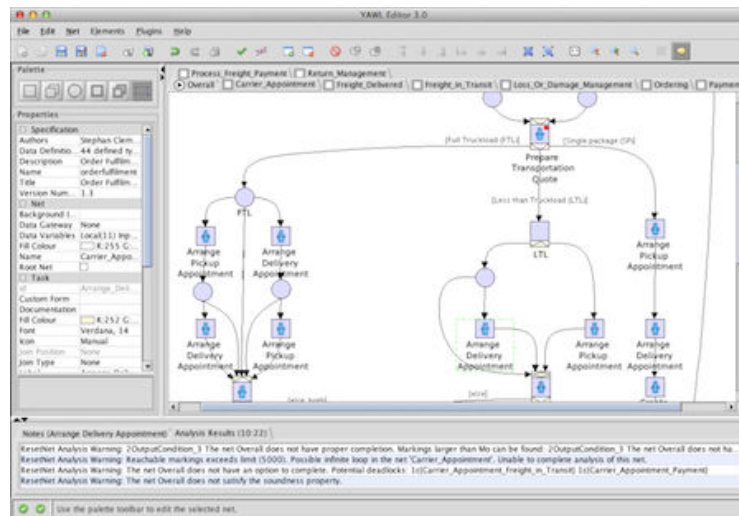 YAWL Editor 3.0
File Edit Net Elements Plugins Help
Palette
Process_Freight_Payment Return_Management
Overall Carrier_Appointment Freight_Delivered Freight_in_Transit Loss_Or_Damage_Management Ordering Payment
Properties
Specification
Authors Stephan Clem...
Data Definitio... 44 defined ty...
Description Order Fulfilm...
Name orderfulfilment
Title Order Fulfilm...
Version Num... 1.3
Net
Background I...
Data Gateway None
Data Variables Local(11) Inp...
Fill Colour R:255 G...
Name Carrier_Appo...
Root Net
Task
id Arrange_Deli...
Custom Form
Documentation
Fill Colour R:252 G...
Font Verdana, 14
Icon Manual
Join Position None
Join Type None
[Full Truckload (FTL)]
[Single package (SP)]
Prepare
Transportation
Quote
[Less than Truckload (LTL)]
FTL
LTL
Arrange
Pickup
Appointment
Arrange
Delivery
Appointment
Arrange
Pickup
Appointment
Arrange
Delivery
Appointment
Arrange
Pickup
Appointment
Arrange
Delivery
Appointment
Arrange
Pickup
Appointment
Arrange
Delivery
Appointment
[else]
Notes (Arrange Delivery Appointment) Analysis Results (10:22)
ResetNet Analysis Warning: 2OutputCondition_3 The net Overall does not have proper completion. Markings larger than Mo can be found: 2OutputCondition_3 The net Overall does not ha...
ResetNet Analysis Warning: Reachable markings exceeds limit (5000). Possible infinite loop in the net 'Carrier_Appointment'. Unable to complete analysis of this net.
ResetNet Analysis Warning: The net Overall does not have an option to complete. Potential deadlocks: 1c{Carrier_Appointment_Freight_in_Transit} 1c{Carrier_Appointment_Payment}
ResetNet Analysis Warning: The net Overall does not satisfy the soundness property.
Use the palette toolbar to edit the selected net.